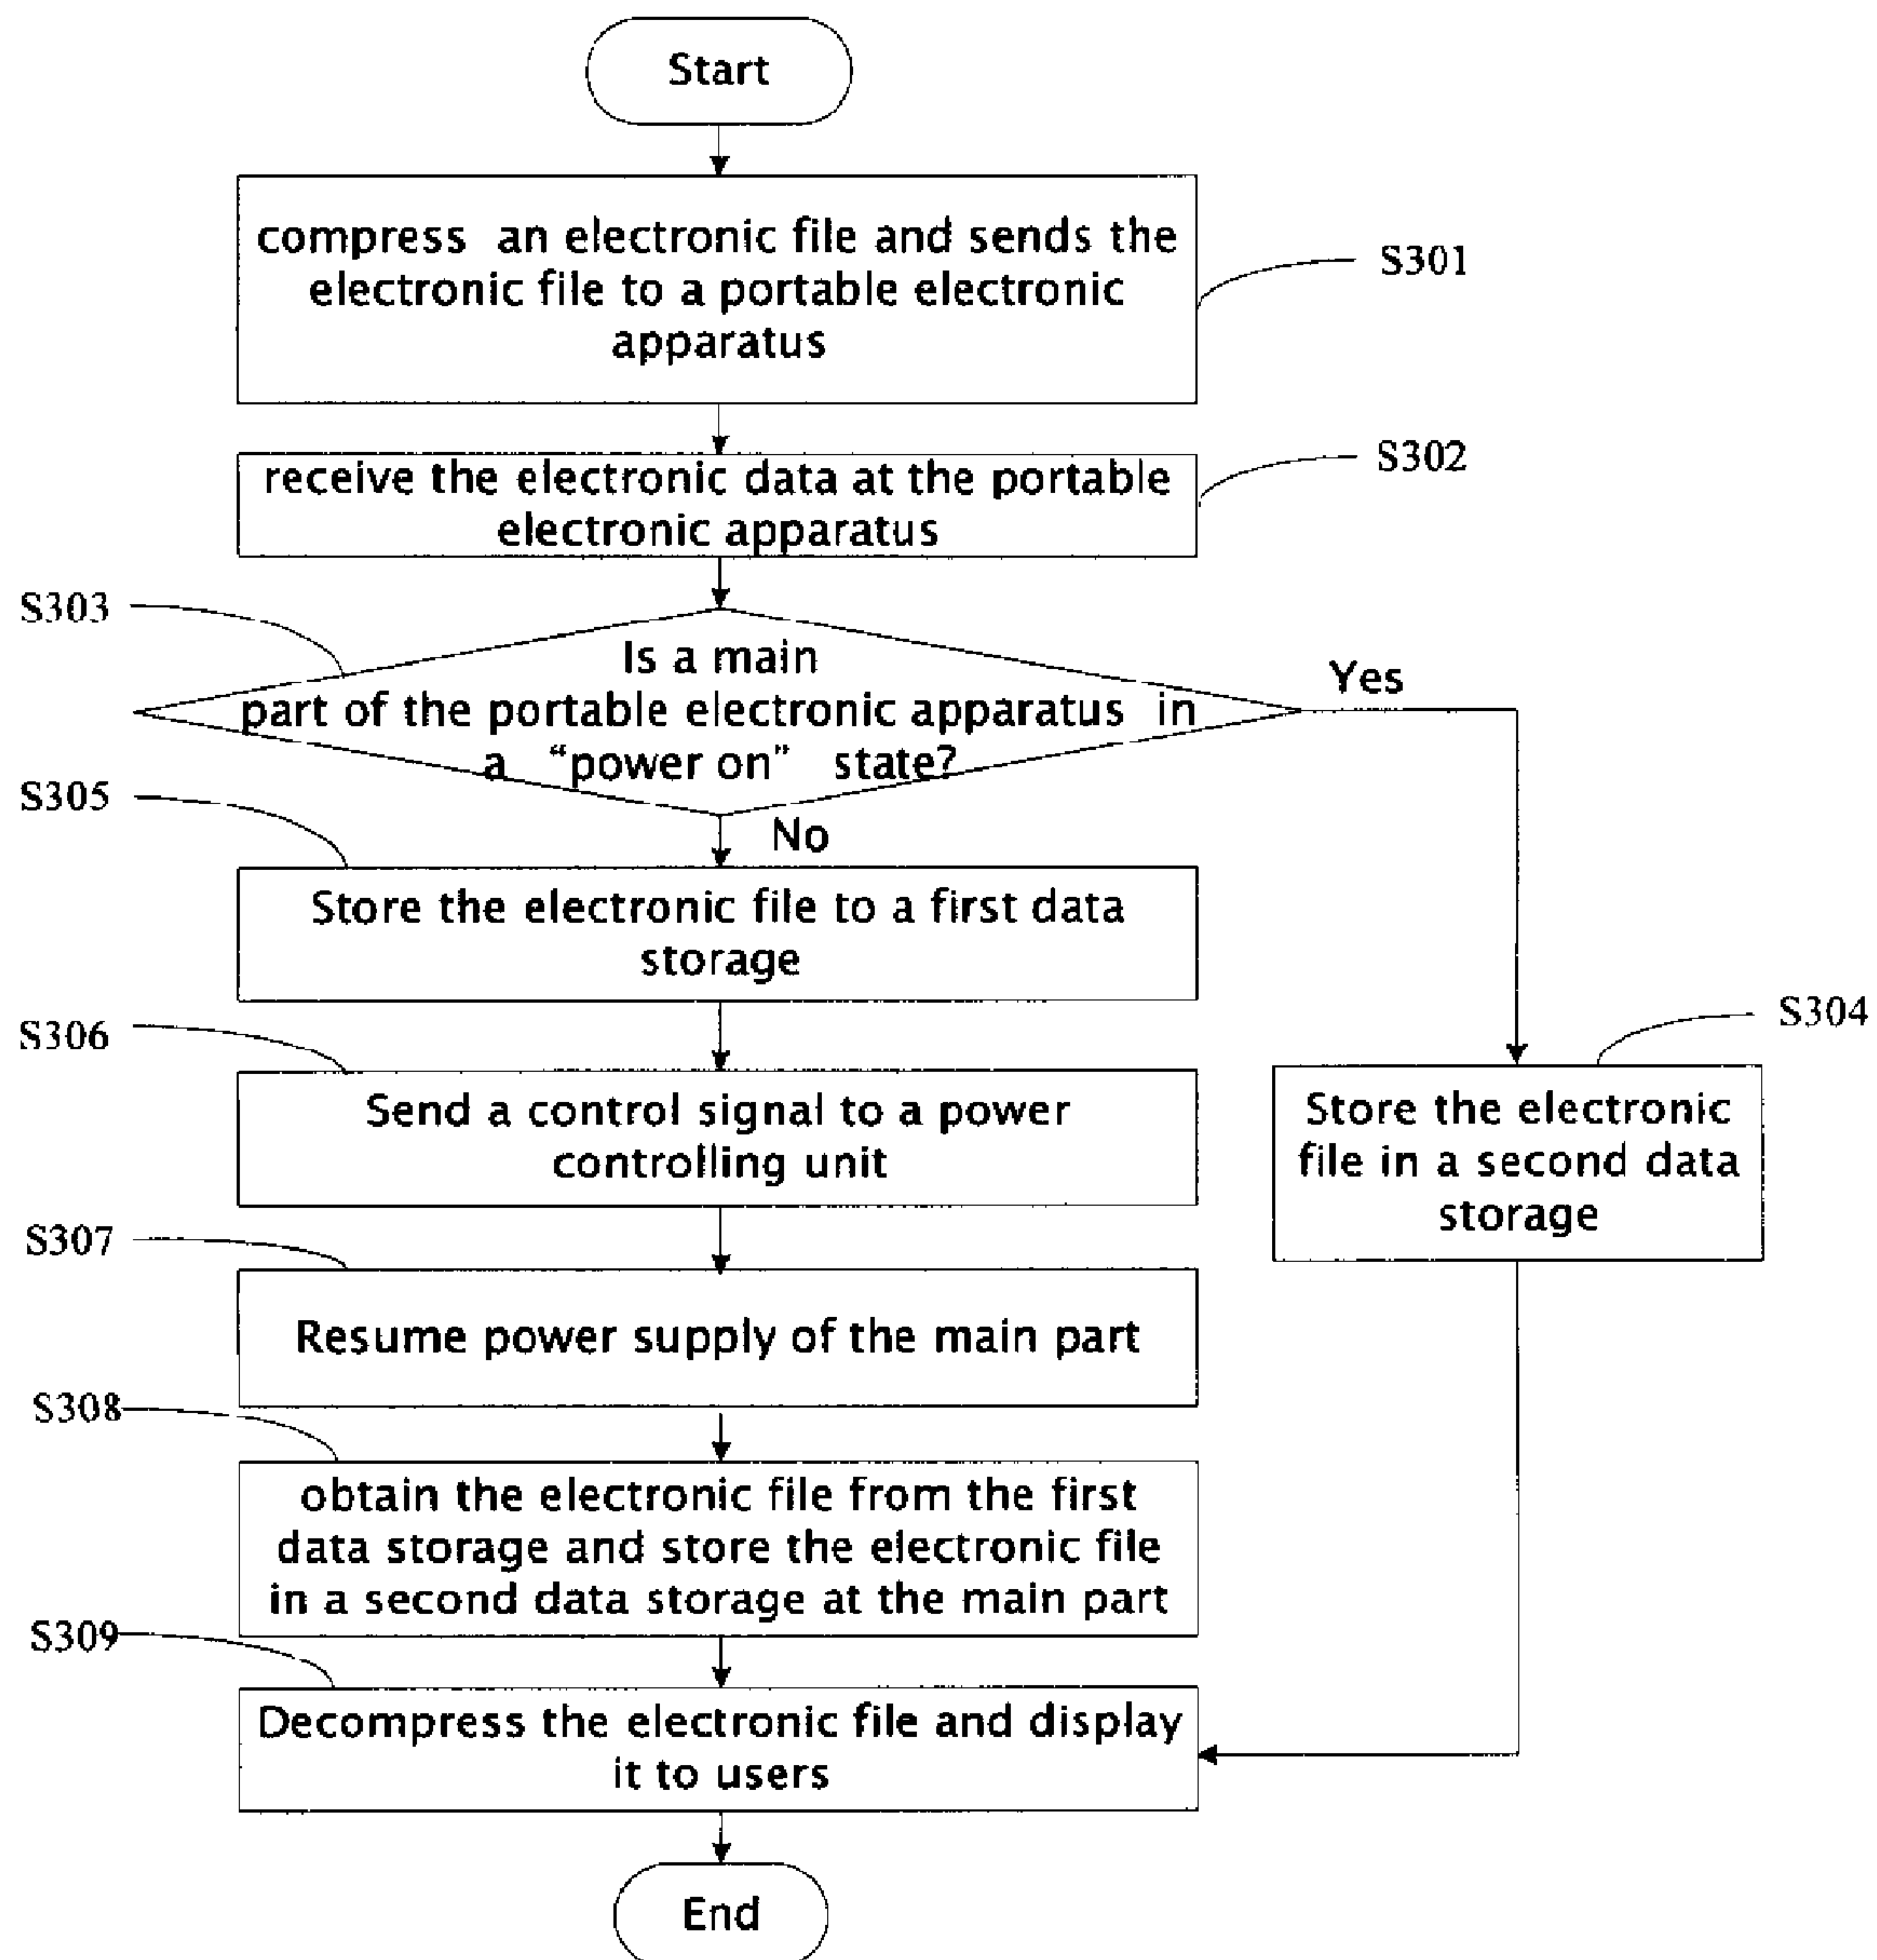 Start
compress an electronic file and sends the
electronic file to a portable electronic
apparatus
S301
receive the electronic data at the portable
electronic apparatus
S302
S303
Is a main
part of the portable electronic apparatus in
a “power on” state?
Yes
No
S305
Store the electronic file to a first data
storage
S306
Send a control signal to a power
controlling unit
S304
Store the electronic
file in a second data
storage
S307
Resume power supply of the main part
S308
obtain the electronic file from the first
data storage and store the electronic file
in a second data storage at the main part
S309
Decompress the electronic file and display
it to users
End